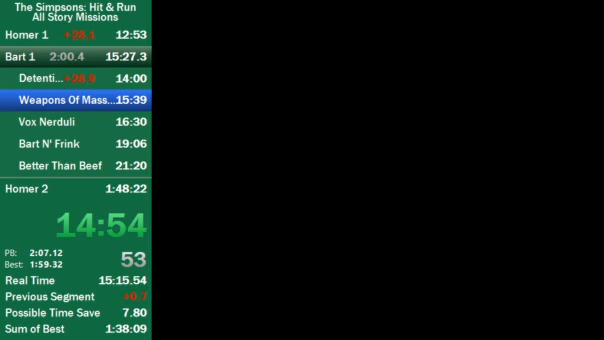 The Simpsons: Hit & Run
All Story Missions
Homer 1 +28.1 12:53
Bart 1 2:00.4 15:27.3
Detenti... +28.9 14:00
Weapons Of Mass... 15:39
Vox Nerduli 16:30
Bart N' Frink 19:06
Better Than Beef 21:20
Homer 2 1:48:22
14:54
PB: 2:07.12 53
Best: 1:59.32
Real Time 15:15.54
Previous Segment +0.7
Possible Time Save 7.80
Sum of Best 1:38:09